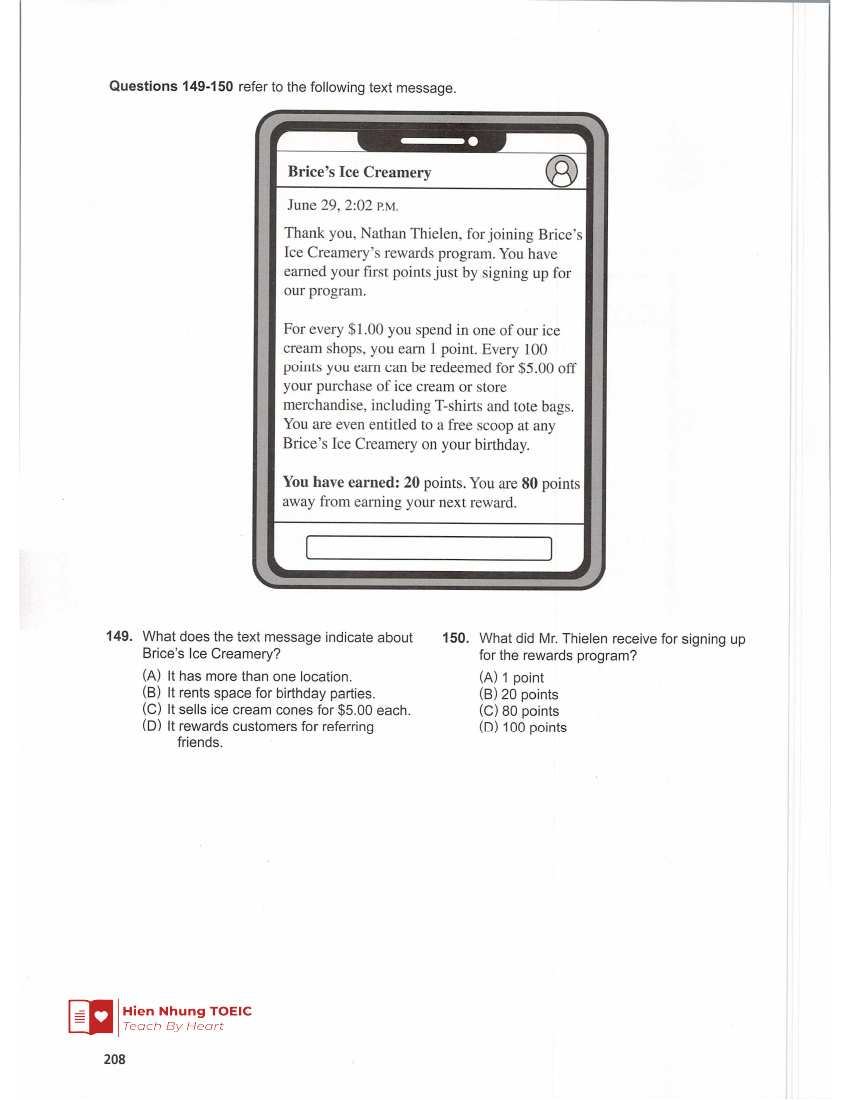 Questions 149-150 refer to the following text message.
Brice's Ice Creamery
June 29, 2:02 P.M.
Thank you, Nathan Thielen, for joining Brice's
Ice Creamery's rewards program. You have
earned your first points just by signing up for
our program.
For every $1.00 you spend in one of our ice
cream shops, you earn 1 point. Every 100
points you earn can be redeemed for $5.00 off
your purchase of ice cream or store
merchandise, including T-shirts and tote bags.
You are even entitled to a free scoop at any
Brice's Ice Creamery on your birthday.
You have earned: 20 points. You are 80 points
away from earning your next reward.
149. What does the text message indicate about
Brice's Ice Creamery?
(A) It has more than one location.
(B) It rents space for birthday parties.
(C) It sells ice cream cones for $5.00 each.
(D) It rewards customers for referring
friends.
150. What did Mr. Thielen receive for signing up
for the rewards program?
(A) 1 point
(B) 20 points
(C) 80 points
(D) 100 points
Hien Nhung TOEIC
Teach By Heart
208